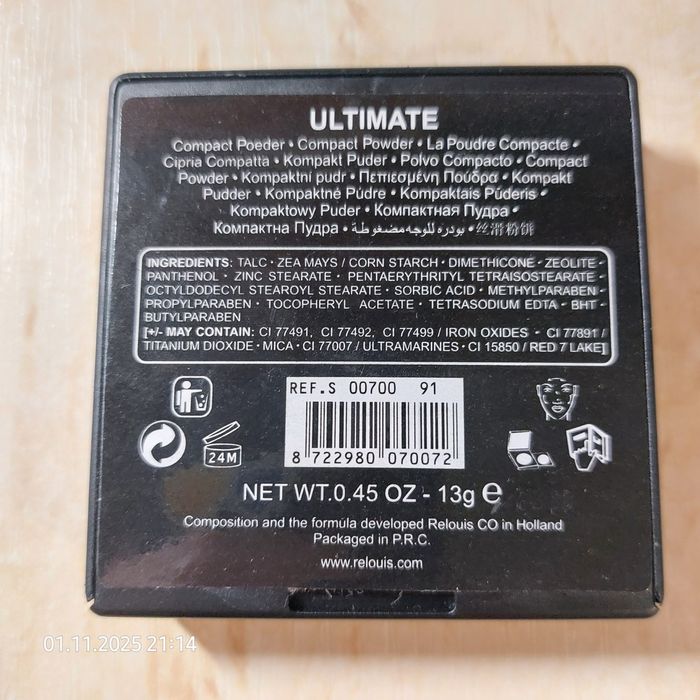 ULTIMATE
Compact Poeder • Compact Powder • La Poudre Compacte •
Cipria Compatta • Kompakt Puder • Polvo Compacto • Compact
Powder • Kompaktní pudr • Πεπιεσμένη Πούδρα • Kompakt
Pudder • Kompaktné Púdre • Kompaktais Pūderis •
Kompaktowy Puder • Компактная Пудра •
Компактна Пудра • بودره للوجه مضغوطة • 丝滑粉饼
INGREDIENTS: TALC • ZEA MAYS / CORN STARCH • DIMETHICONE • ZEOLITE •
PANTHENOL • ZINC STEARATE • PENTAERYTHRITYL TETRAISOSTEARATE
OCTYLDODECYL STEAROYL STEARATE • SORBIC ACID • METHYLPARABEN
PROPYLPARABEN • TOCOPHERYL ACETATE • TETRASODIUM EDTA • BHT •
BUTYLPARABEN
[+/- MAY CONTAIN: CI 77491, CI 77492, CI 77499 / IRON OXIDES • CI 77891 /
TITANIUM DIOXIDE • MICA • CI 77007 / ULTRAMARINES • CI 15850 / RED 7 LAKE]
REF.S 00700 91
24M
8 722980 070072
NET WT.0.45 OZ - 13g e
Composition and the formula developed Relouis CO in Holland
Packaged in P.R.C.
www.relouis.com
01.11.2025 21:14